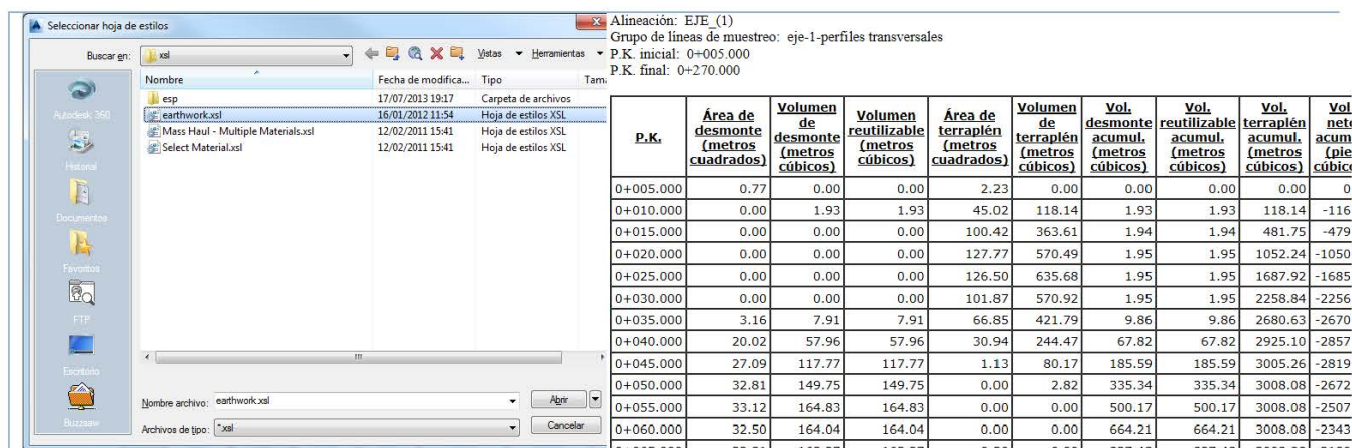 Seleccionar hoja de estilos
Buscar en: xsl
Vistas Herramientas
Nombre Fecha de modifica... Tipo
esp 17/07/2013 19:17 Carpeta de archivos
earthwork.xsl 16/01/2012 11:54 Hoja de estilos XSL
Mass Haul - Multiple Materials.xsl 12/02/2011 15:41 Hoja de estilos XSL
Select Material.xsl 12/02/2011 15:41 Hoja de estilos XSL
Autodesk 360
Historial
Documentos
Favoritos
FTP
Escritorio
Buzzsaw
Nombre archivo: earthwork.xsl Abrir
Archivos de tipo: *.xsl Cancelar
Alineación: EJE_(1)
Grupo de líneas de muestreo: eje-1-perfiles transversales
P.K. inicial: 0+005.000
P.K. final: 0+270.000
P.K. Área de desmonte (metros cuadrados) Volumen de desmonte (metros cúbicos) Volumen reutilizable (metros cúbicos) Área de terraplén (metros cuadrados) Volumen de terraplén (metros cúbicos) Vol. desmonte acumul. (metros cúbicos) Vol. reutilizable acumul. (metros cúbicos) Vol. terraplén acumul. (metros cúbicos) Vol
0+005.000 0.77 0.00 0.00 2.23 0.00 0.00 0.00 0.00 0
0+010.000 0.00 1.93 1.93 45.02 118.14 1.93 1.93 118.14 -116
0+015.000 0.00 0.00 0.00 100.42 363.61 1.94 1.94 481.75 -479
0+020.000 0.00 0.00 0.00 127.77 570.49 1.95 1.95 1052.24 -1050
0+025.000 0.00 0.00 0.00 126.50 635.68 1.95 1.95 1687.92 -1685
0+030.000 0.00 0.00 0.00 101.87 570.92 1.95 1.95 2258.84 -2256
0+035.000 3.16 7.91 7.91 66.85 421.79 9.86 9.86 2680.63 -2670
0+040.000 20.02 57.96 57.96 30.94 244.47 67.82 67.82 2925.10 -2857
0+045.000 27.09 117.77 117.77 1.13 80.17 185.59 185.59 3005.26 -2819
0+050.000 32.81 149.75 149.75 0.00 2.82 335.34 335.34 3008.08 -2672
0+055.000 33.12 164.83 164.83 0.00 0.00 500.17 500.17 3008.08 -2507
0+060.000 32.50 164.04 164.04 0.00 0.00 664.21 664.21 3008.08 -2343